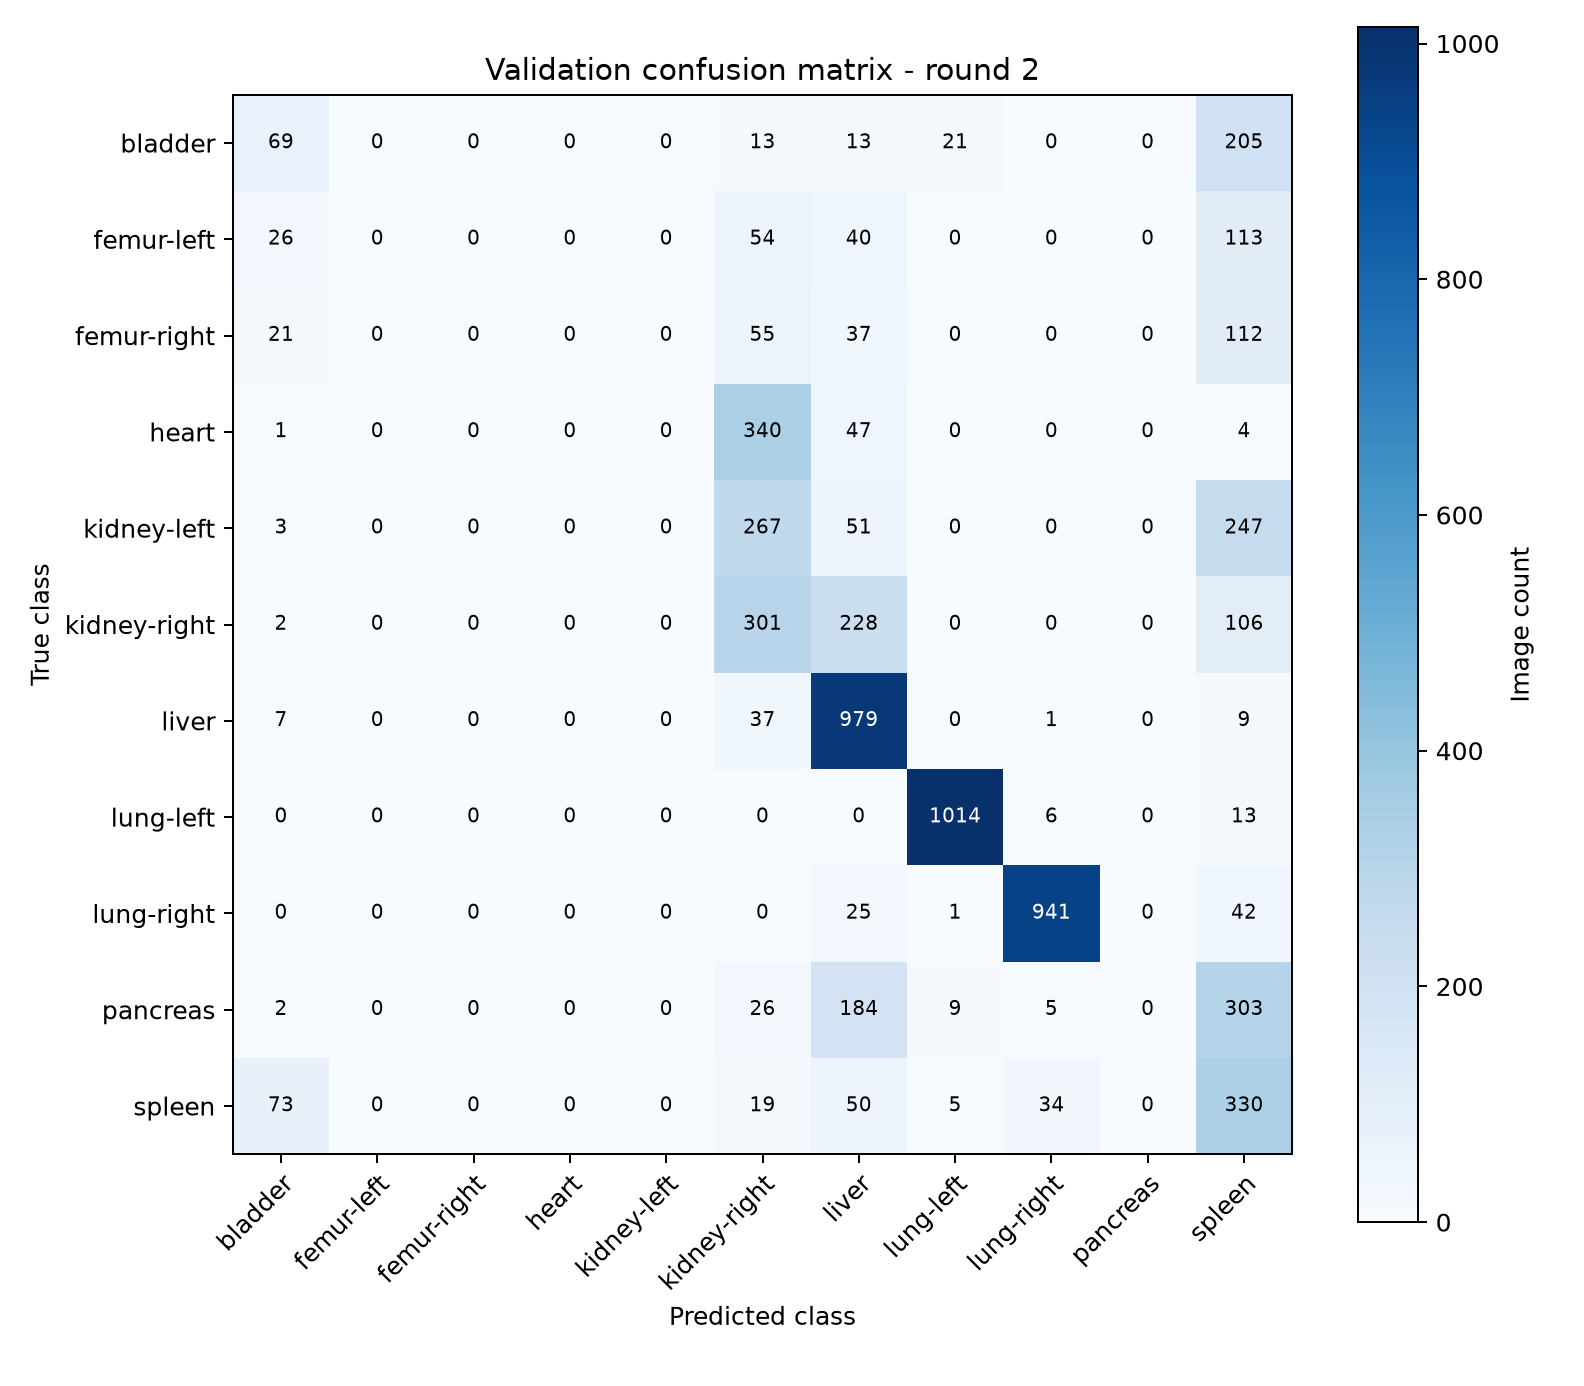 Validation confusion matrix - round 2
True class
bladder 69 0 0 0 0 13 13 21 0 0 205
femur-left 26 0 0 0 0 54 40 0 0 0 113
femur-right 21 0 0 0 0 55 37 0 0 0 112
heart 1 0 0 0 0 340 47 0 0 0 4
kidney-left 3 0 0 0 0 267 51 0 0 0 247
kidney-right 2 0 0 0 0 301 228 0 0 0 106
liver 7 0 0 0 0 37 979 0 1 0 9
lung-left 0 0 0 0 0 0 0 1014 6 0 13
lung-right 0 0 0 0 0 0 25 1 941 0 42
pancreas 2 0 0 0 0 26 184 9 5 0 303
spleen 73 0 0 0 0 19 50 5 34 0 330
bladder femur-left femur-right heart kidney-left kidney-right liver lung-left lung-right pancreas spleen
Predicted class
1000
800
600
400
200
0
Image count